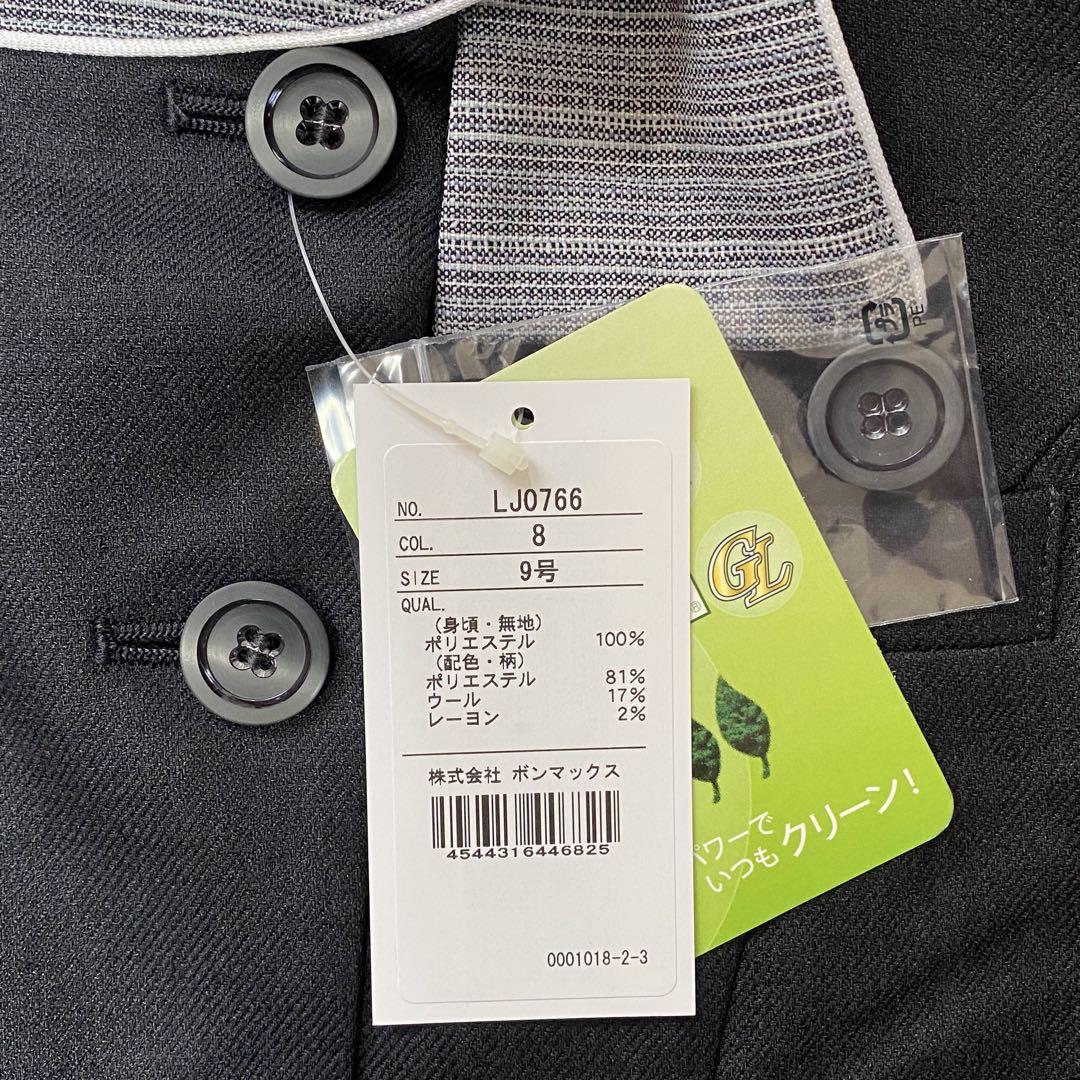 プラ
PE
NO. LJ0766
COL. 8
SIZE 9号
QUAL.
(身頃・無地)
ポリエステル 100%
(配色・柄)
ポリエステル 81%
ウール 17%
レーヨン 2%
株式会社 ボンマックス
4544316446825
0001018-2-3
GL
®
パワーで
いつもクリーン!